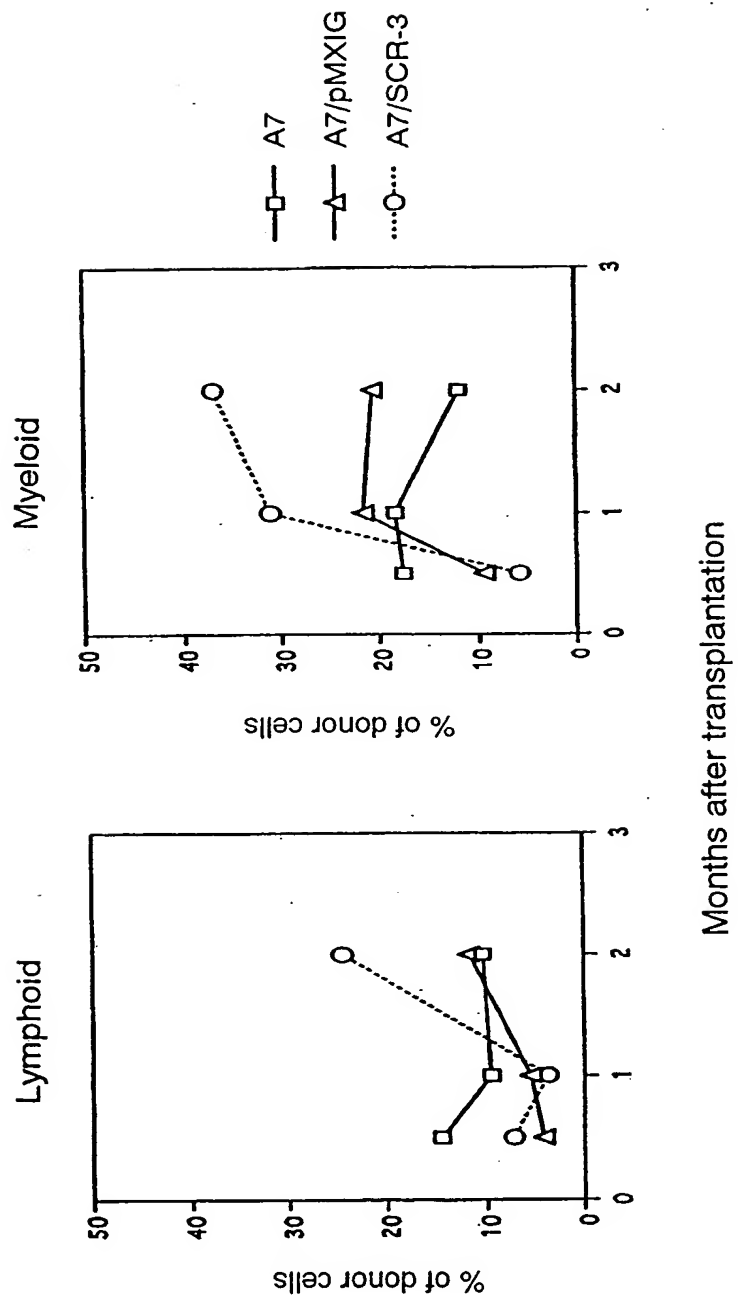 Lymphoid
% of donor cells
50
40
30
20
10
0
0
1
2
3
Myeloid
% of donor cells
50
40
30
20
10
0
0
1
2
3
A7
A7/pMXIG
A7/SCR-3
Months after transplantation